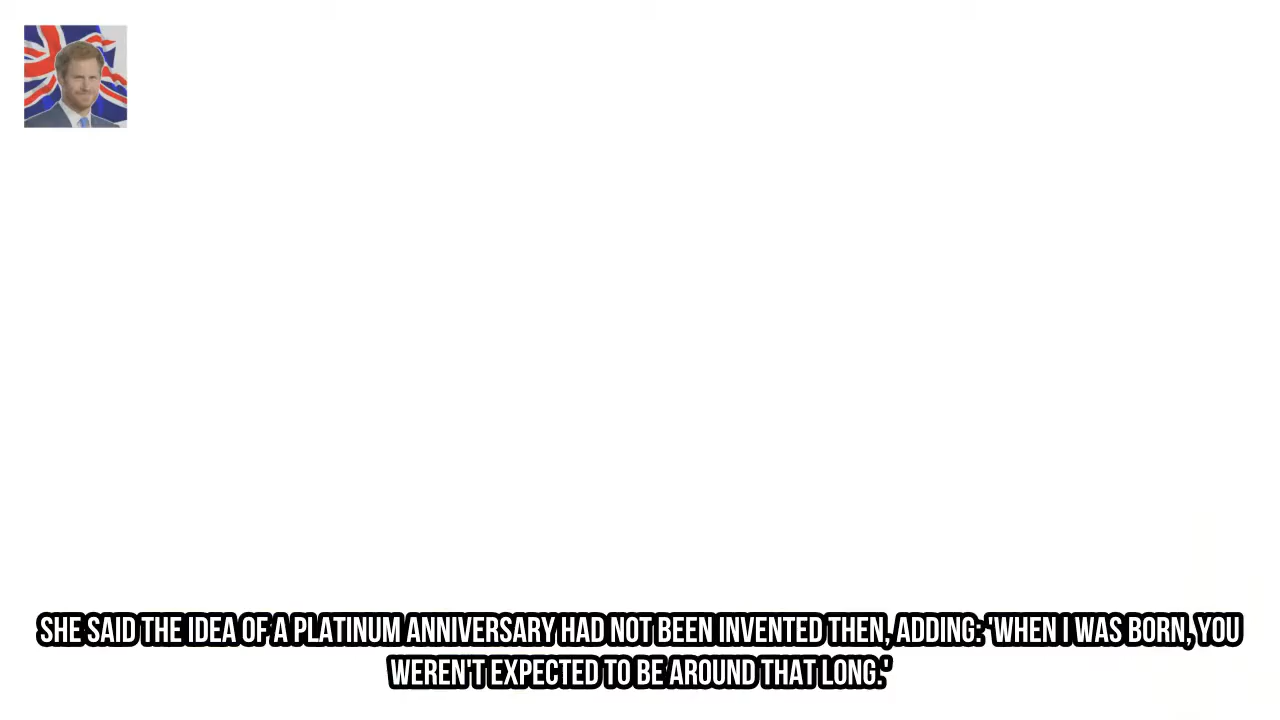 SHE SAID THE IDEA OF A PLATINUM ANNIVERSARY HAD NOT BEEN INVENTED THEN, ADDING: 'WHEN I WAS BORN, YOU
WEREN'T EXPECTED TO BE AROUND THAT LONG.'